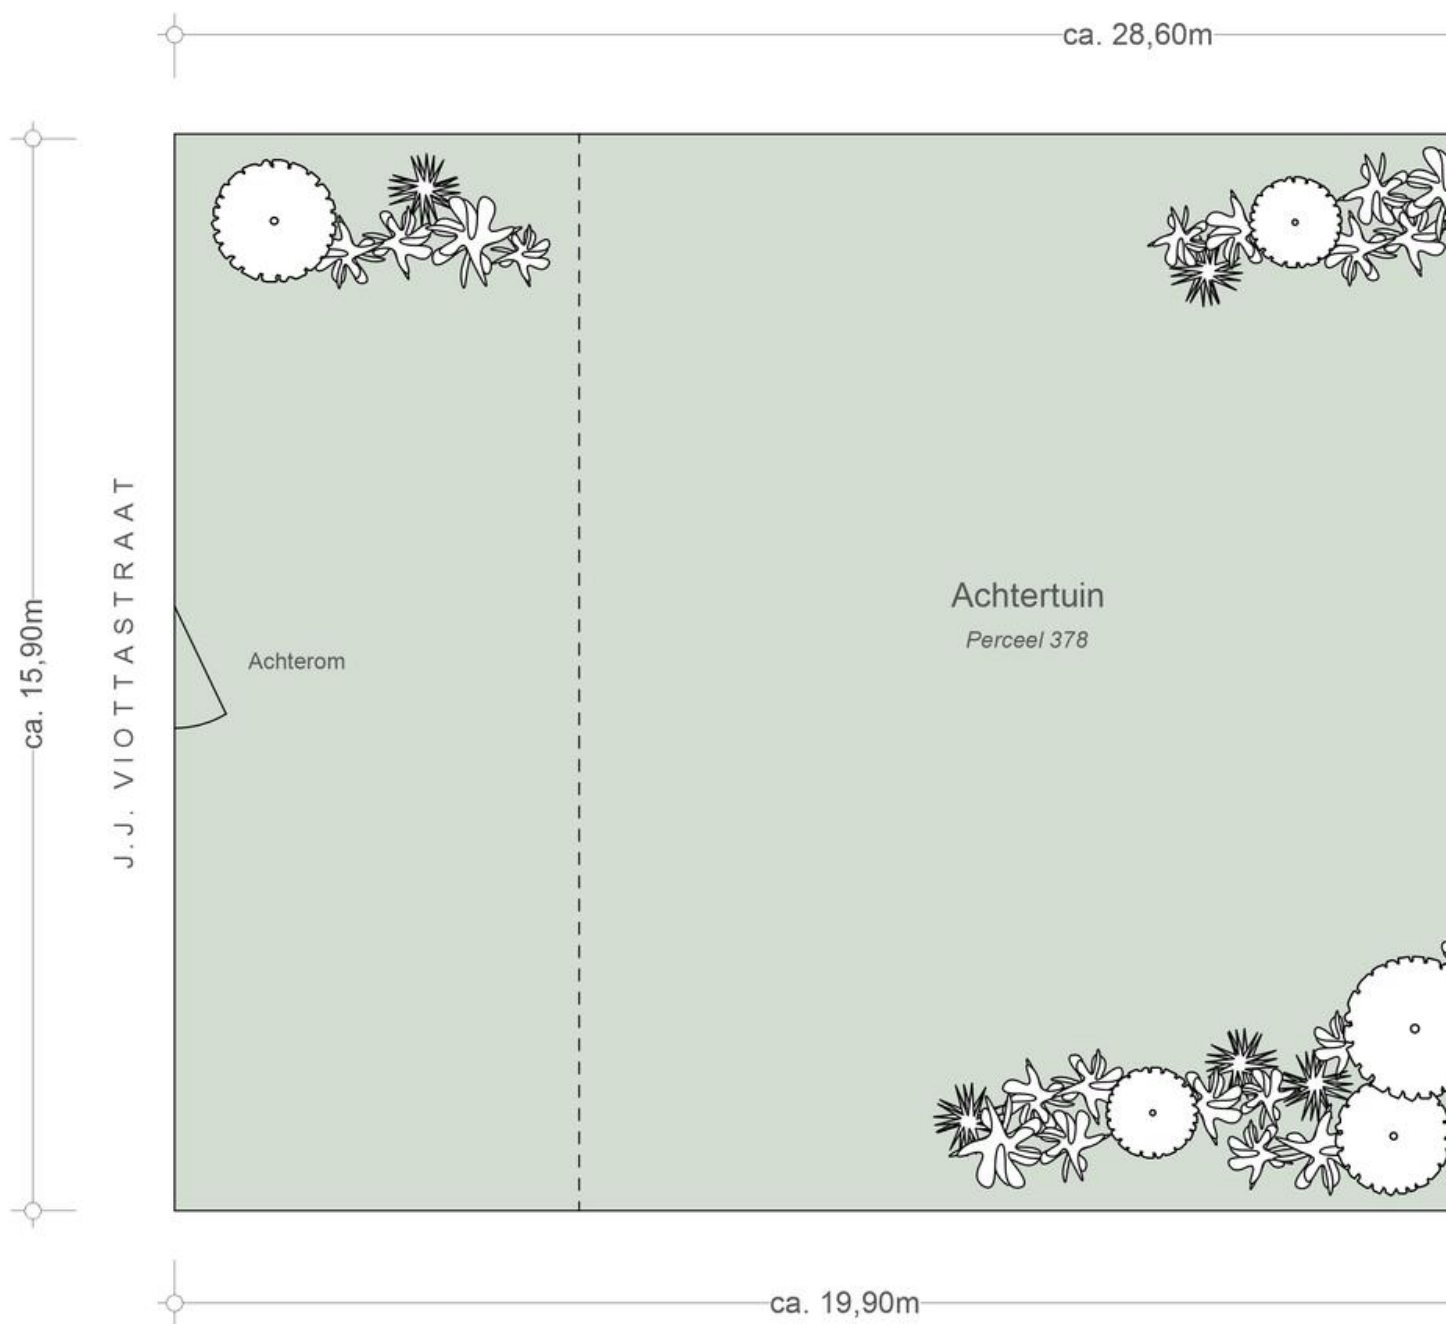 ca. 28,60m
ca. 15,90m
J.J. VIOTTASTRAAT
Achterom
Achtertuin
Perceel 378
ca. 19,90m